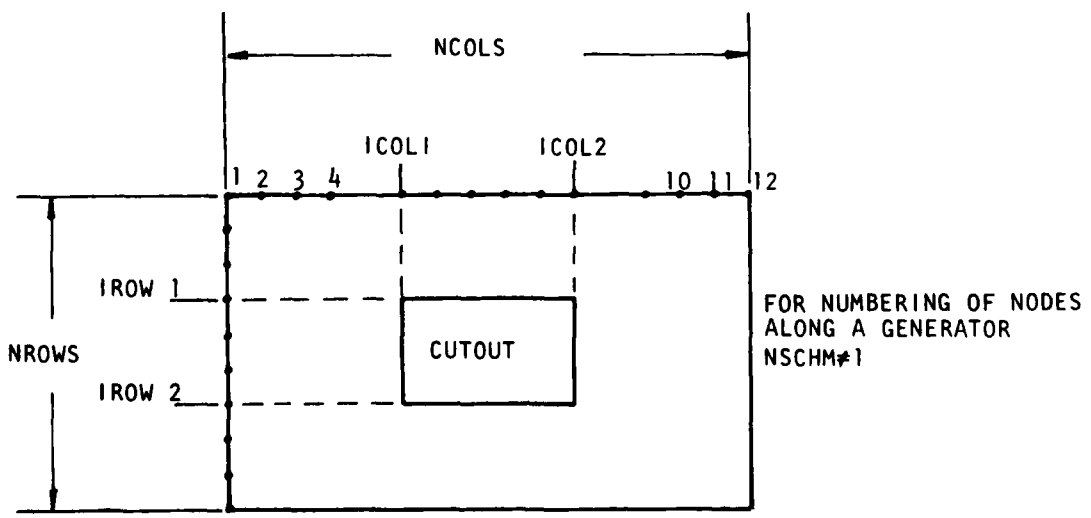 NCOLS
ICOL1 ICOL2
1 2 3 4 10 11 12
IROW 1
NROWS
IROW 2
CUTOUT
FOR NUMBERING OF NODES
ALONG A GENERATOR
NSCHM≠1